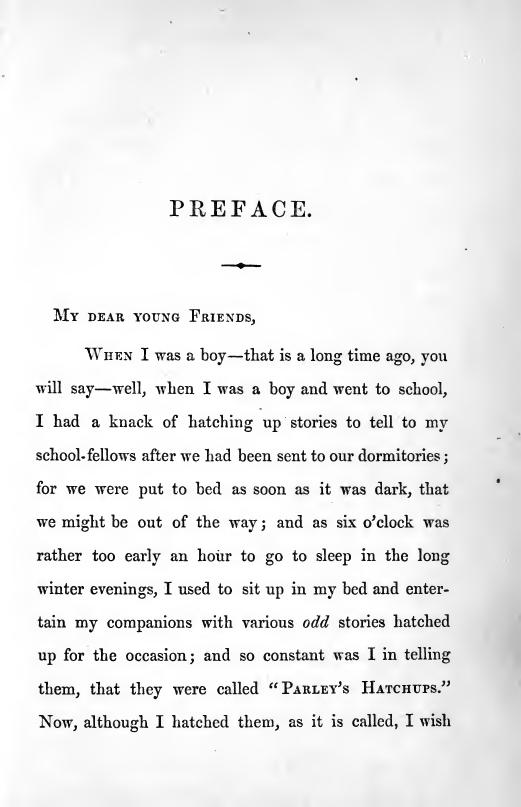 PREFACE.
My dear young Friends,
When I was a boy—that is a long time ago, you
will say—well, when I was a boy and went to school,
I had a knack of hatching up stories to tell to my
school-fellows after we had been sent to our dormitories;
for we were put to bed as soon as it was dark, that
we might be out of the way; and as six o'clock was
rather too early an hour to go to sleep in the long
winter evenings, I used to sit up in my bed and enter-
tain my companions with various odd stories hatched
up for the occasion; and so constant was I in telling
them, that they were called "Parley's Hatchups."
Now, although I hatched them, as it is called, I wish